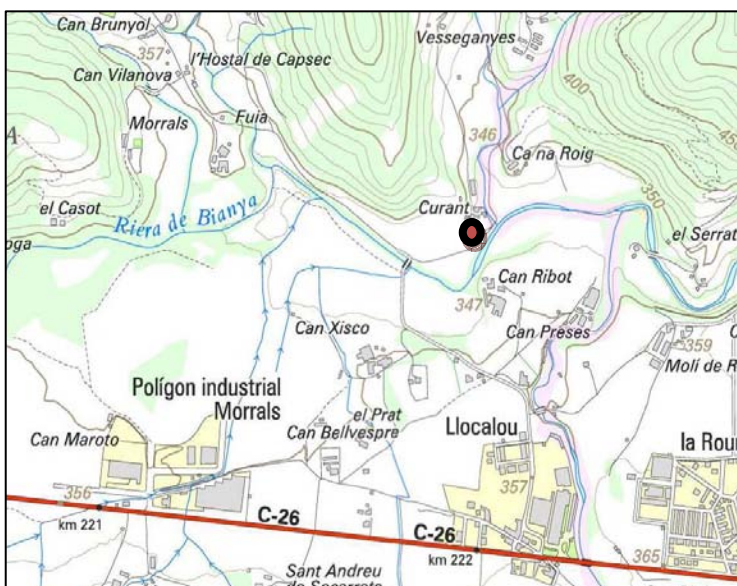 Can Brunyol
357
l'Hostal de Capsec
Vesseganyes
Can Vilanova
400
Morrals
Fuia
346
Ca na Roig
el Casot
Riera de Bianya
Curant
350
el Serrat
Can Ribot
347
Can Xisco
Can Preses
359
Molí de R
Polígon industrial
Morrals
el Prat
Can Maroto
Can Bellvespre
Llocalou
la Rour
356
357
km 221
C-26
C-26
km 222
365
Sant Andreu
de Socarrats